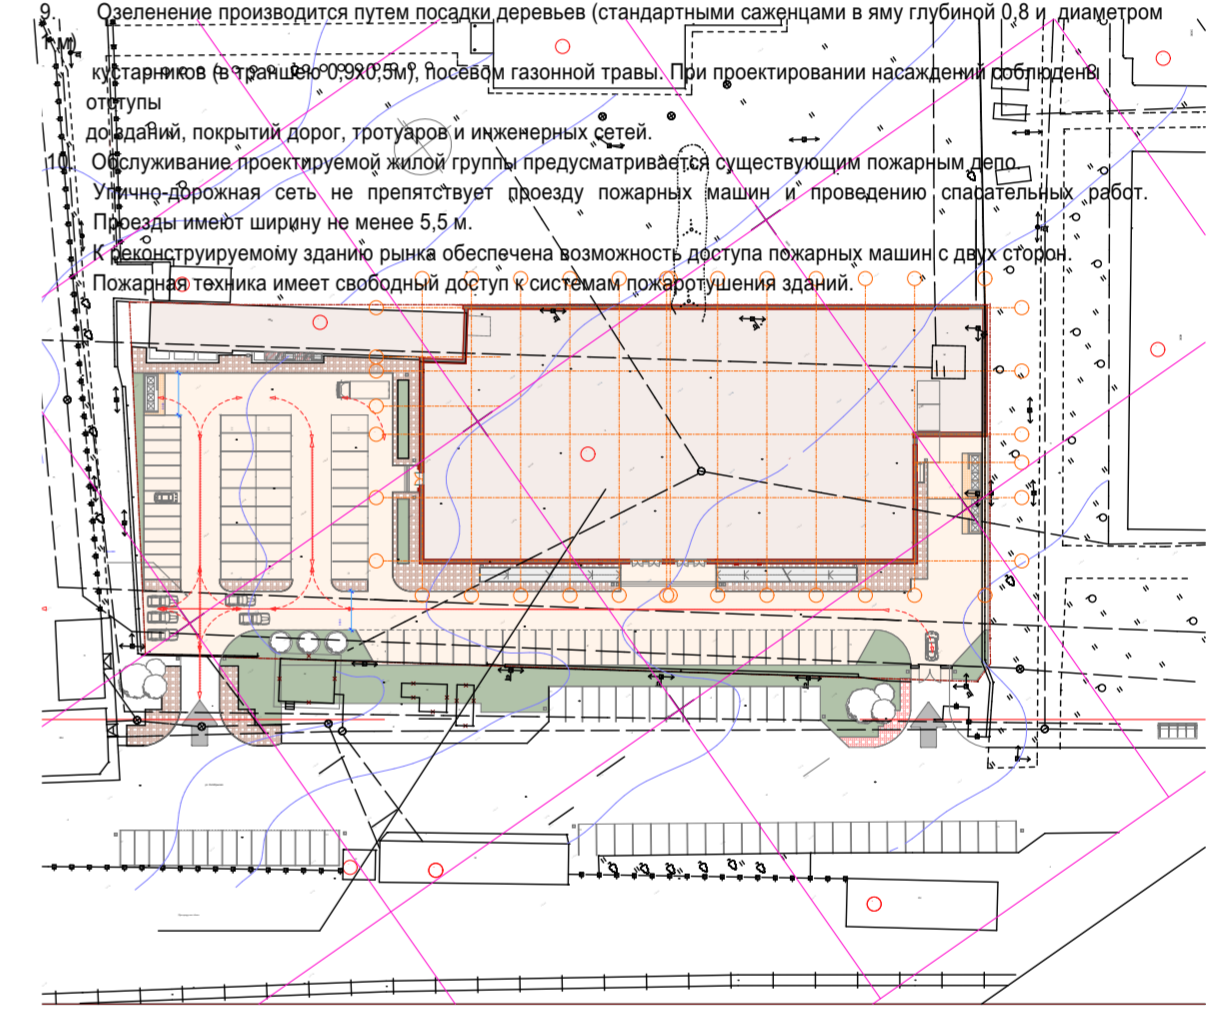 9. Озеленение производится путем посадки деревьев (стандартными саженцами в яму глубиной 0,8 и диаметром
м)
кустарников (в траншею 0,9х0,5м), посевом газонной травы. При проектировании насаждений соблюдены
отступы
до зданий, покрытий дорог, тротуаров и инженерных сетей.
10. Обслуживание проектируемой жилой группы предусматривается существующим пожарным депо.
Улично-дорожная сеть не препятствует проезду пожарных машин и проведению спасательных работ.
Проезды имеют ширину не менее 5,5 м.
К реконструируемому зданию рынка обеспечена возможность доступа пожарных машин с двух сторон.
Пожарная техника имеет свободный доступ к системам пожаротушения зданий.